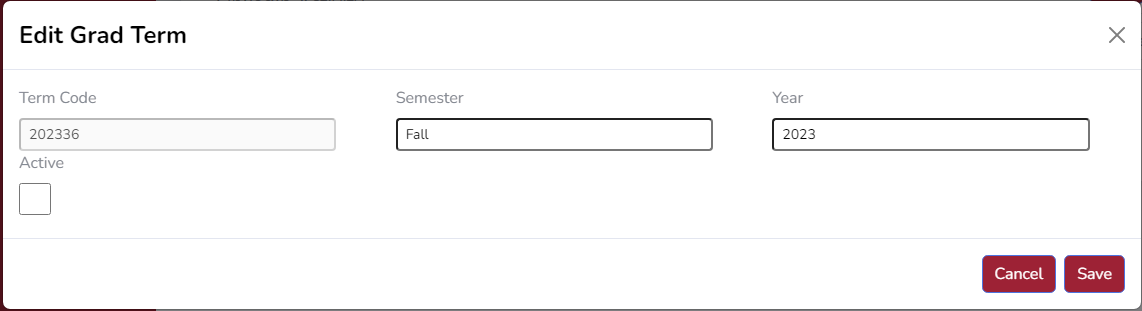 Edit Grad Term
Term Code Semester Year
202336 Fall 2023
Active
Cancel Save